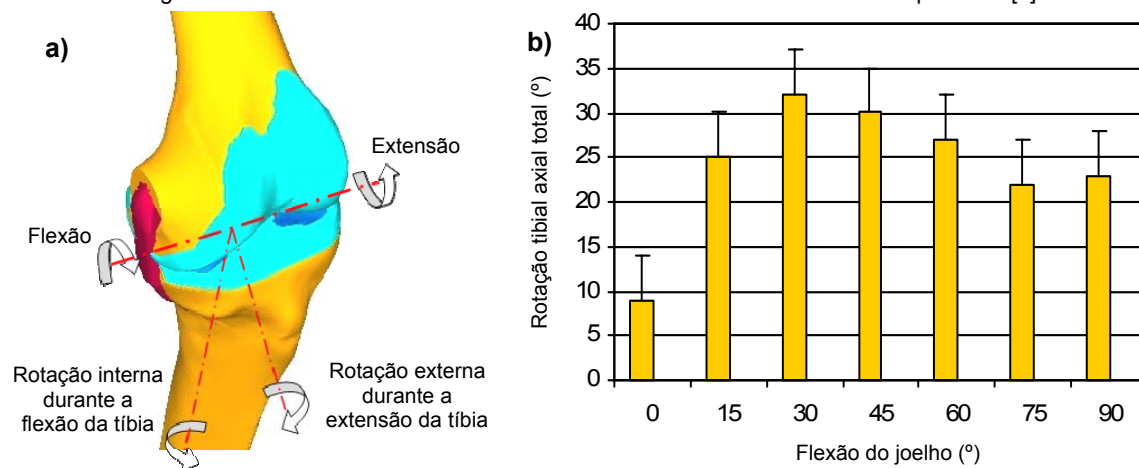 a)
Extensão
Flexão
Rotação interna
durante a
flexão da tíbia
Rotação externa
durante a
extensão da tíbia
b)
Rotação tibial axial total (º)
40
35
30
25
20
15
10
5
0
0 15 30 45 60 75 90
Flexão do joelho (º)